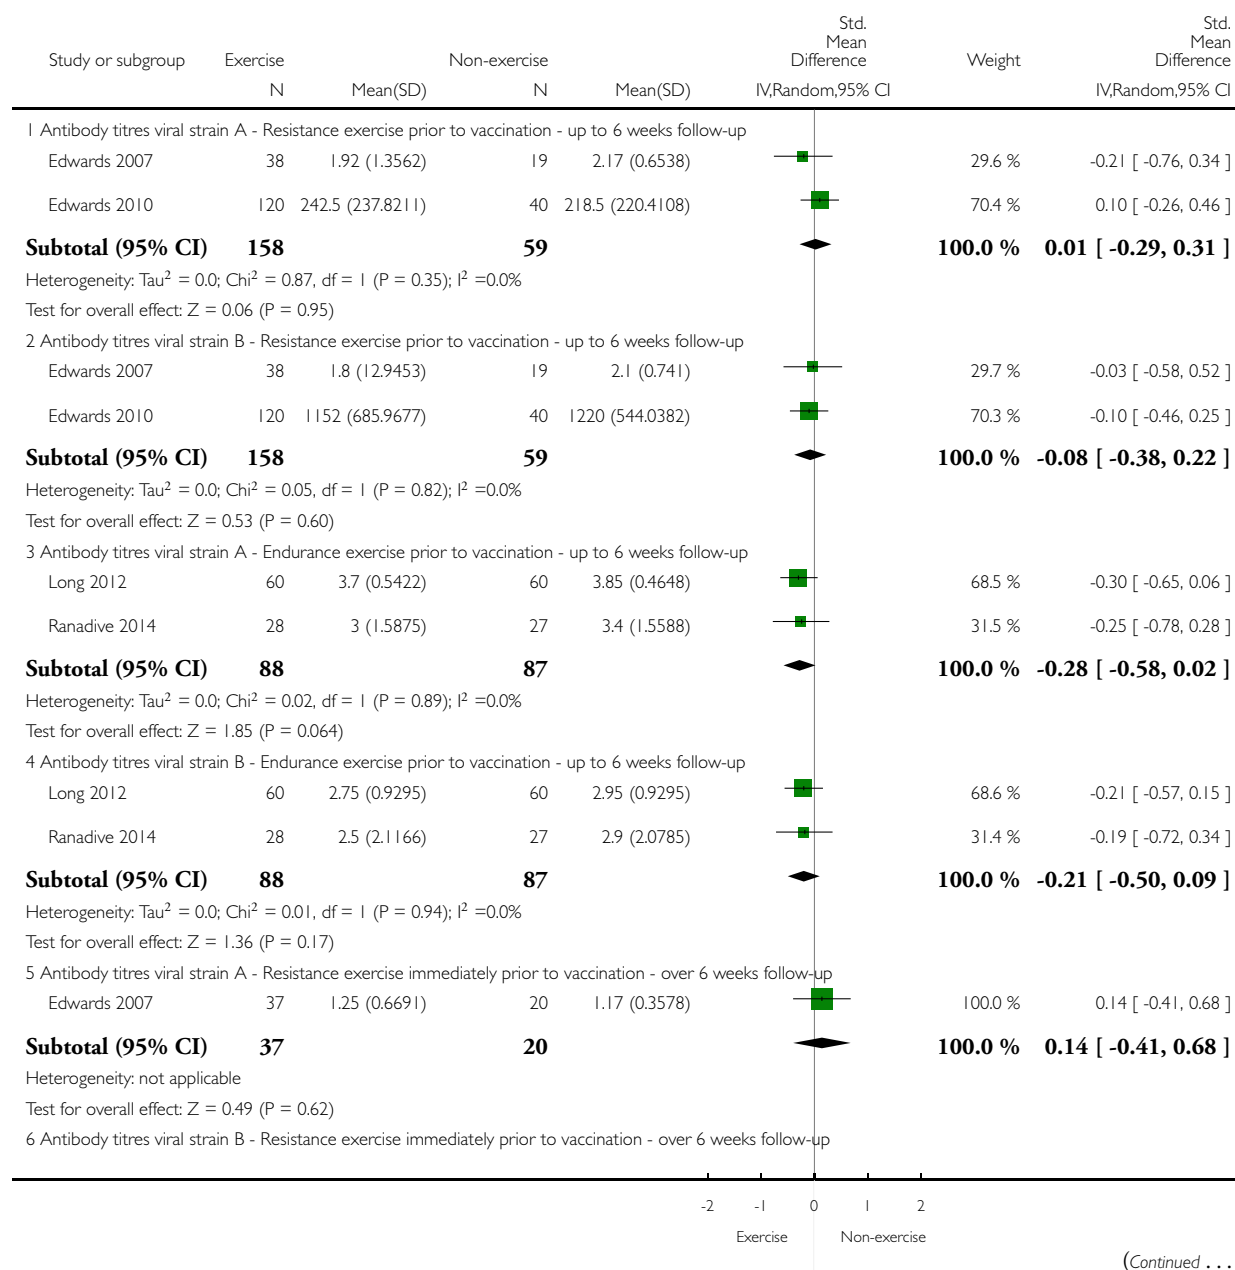 Study or subgroup Exercise Non-exercise Std. Mean Difference Weight Std. Mean Difference
N Mean(SD) N Mean(SD) IV,Random,95% CI IV,Random,95% CI
1 Antibody titres viral strain A - Resistance exercise prior to vaccination - up to 6 weeks follow-up
Edwards 2007 38 1.92 (1.3562) 19 2.17 (0.6538) 29.6 % -0.21 [ -0.76, 0.34 ]
Edwards 2010 120 242.5 (237.8211) 40 218.5 (220.4108) 70.4 % 0.10 [ -0.26, 0.46 ]
Subtotal (95% CI) 158 59 100.0 % 0.01 [ -0.29, 0.31 ]
Heterogeneity: Tau² = 0.0; Chi² = 0.87, df = 1 (P = 0.35); I² =0.0%
Test for overall effect: Z = 0.06 (P = 0.95)
2 Antibody titres viral strain B - Resistance exercise prior to vaccination - up to 6 weeks follow-up
Edwards 2007 38 1.8 (12.9453) 19 2.1 (0.741) 29.7 % -0.03 [ -0.58, 0.52 ]
Edwards 2010 120 1152 (685.9677) 40 1220 (544.0382) 70.3 % -0.10 [ -0.46, 0.25 ]
Subtotal (95% CI) 158 59 100.0 % -0.08 [ -0.38, 0.22 ]
Heterogeneity: Tau² = 0.0; Chi² = 0.05, df = 1 (P = 0.82); I² =0.0%
Test for overall effect: Z = 0.53 (P = 0.60)
3 Antibody titres viral strain A - Endurance exercise prior to vaccination - up to 6 weeks follow-up
Long 2012 60 3.7 (0.5422) 60 3.85 (0.4648) 68.5 % -0.30 [ -0.65, 0.06 ]
Ranadive 2014 28 3 (1.5875) 27 3.4 (1.5588) 31.5 % -0.25 [ -0.78, 0.28 ]
Subtotal (95% CI) 88 87 100.0 % -0.28 [ -0.58, 0.02 ]
Heterogeneity: Tau² = 0.0; Chi² = 0.02, df = 1 (P = 0.89); I² =0.0%
Test for overall effect: Z = 1.85 (P = 0.064)
4 Antibody titres viral strain B - Endurance exercise prior to vaccination - up to 6 weeks follow-up
Long 2012 60 2.75 (0.9295) 60 2.95 (0.9295) 68.6 % -0.21 [ -0.57, 0.15 ]
Ranadive 2014 28 2.5 (2.1166) 27 2.9 (2.0785) 31.4 % -0.19 [ -0.72, 0.34 ]
Subtotal (95% CI) 88 87 100.0 % -0.21 [ -0.50, 0.09 ]
Heterogeneity: Tau² = 0.0; Chi² = 0.01, df = 1 (P = 0.94); I² =0.0%
Test for overall effect: Z = 1.36 (P = 0.17)
5 Antibody titres viral strain A - Resistance exercise immediately prior to vaccination - over 6 weeks follow-up
Edwards 2007 37 1.25 (0.6691) 20 1.17 (0.3578) 100.0 % 0.14 [ -0.41, 0.68 ]
Subtotal (95% CI) 37 20 100.0 % 0.14 [ -0.41, 0.68 ]
Heterogeneity: not applicable
Test for overall effect: Z = 0.49 (P = 0.62)
6 Antibody titres viral strain B - Resistance exercise immediately prior to vaccination - over 6 weeks follow-up
-2 -1 0 1 2
Exercise Non-exercise
(Continued . . .